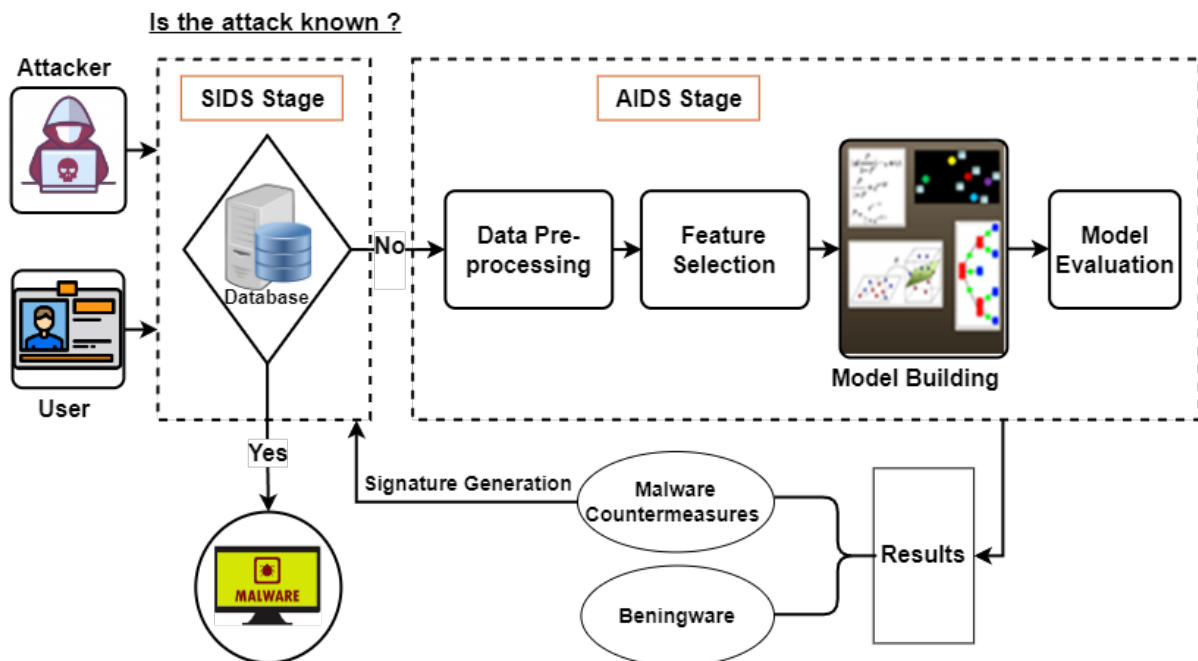 Is the attack known ?
Attacker
SIDS Stage
AIDS Stage
Database
No
Data Pre-
processing
Feature
Selection
Model
Evaluation
Model Building
User
Yes
Signature Generation
Malware
Countermeasures
Results
MALWARE
Beningware